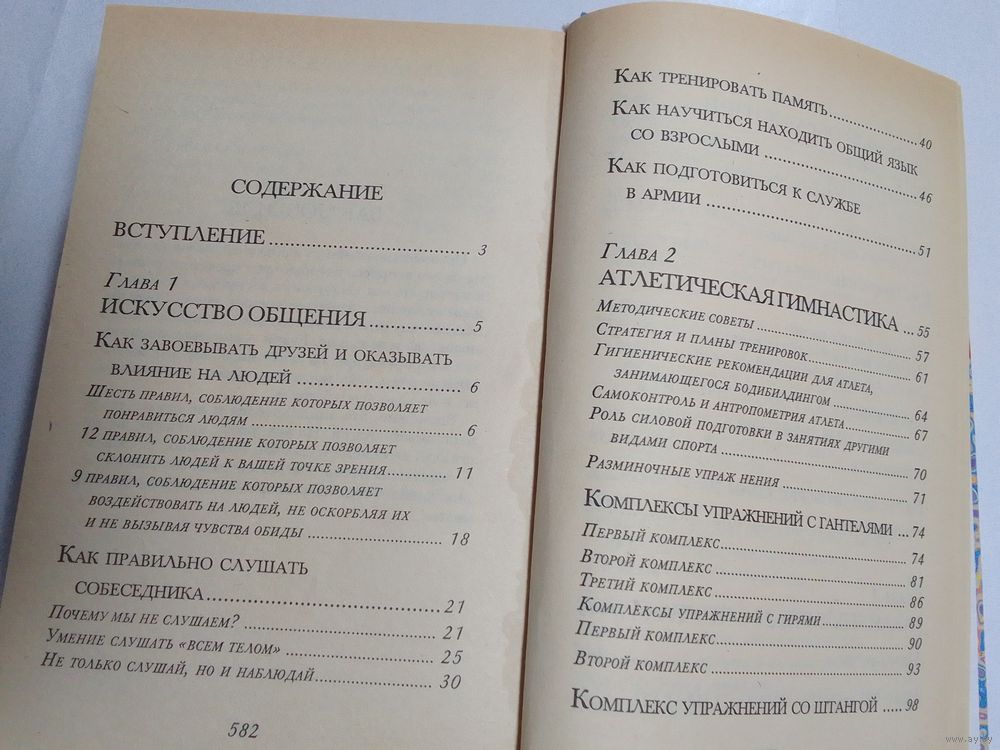 СОДЕРЖАНИЕ
ВСТУПЛЕНИЕ ........ 3
ГЛАВА 1
ИСКУССТВО ОБЩЕНИЯ ........ 5
КАК ЗАВОЕВЫВАТЬ ДРУЗЕЙ И ОКАЗЫВАТЬ
ВЛИЯНИЕ НА ЛЮДЕЙ ........ 6
ШЕСТЬ ПРАВИЛ, СОБЛЮДЕНИЕ КОТОРЫХ ПОЗВОЛЯЕТ
ПОНРАВИТЬСЯ ЛЮДЯМ ........ 6
12 ПРАВИЛ, СОБЛЮДЕНИЕ КОТОРЫХ ПОЗВОЛЯЕТ
СКЛОНИТЬ ЛЮДЕЙ К ВАШЕЙ ТОЧКЕ ЗРЕНИЯ ........ 11
9 ПРАВИЛ, СОБЛЮДЕНИЕ КОТОРЫХ ПОЗВОЛЯЕТ
ВОЗДЕЙСТВОВАТЬ НА ЛЮДЕЙ, НЕ ОСКОРБЛЯЯ ИХ
И НЕ ВЫЗЫВАЯ ЧУВСТВА ОБИДЫ ........ 18
КАК ПРАВИЛЬНО СЛУШАТЬ
СОБЕСЕДНИКА ........ 21
ПОЧЕМУ МЫ НЕ СЛУШАЕМ? ........ 21
УМЕНИЕ СЛУШАТЬ «ВСЕМ ТЕЛОМ» ........ 25
НЕ ТОЛЬКО СЛУШАЙ, НО И НАБЛЮДАЙ ........ 30
582
КАК ТРЕНИРОВАТЬ ПАМЯТЬ ........ 40
КАК НАУЧИТЬСЯ НАХОДИТЬ ОБЩИЙ ЯЗЫК
СО ВЗРОСЛЫМИ ........ 46
КАК ПОДГОТОВИТЬСЯ К СЛУЖБЕ
В АРМИИ ........ 51
ГЛАВА 2
АТЛЕТИЧЕСКАЯ ГИМНАСТИКА ... 55
МЕТОДИЧЕСКИЕ СОВЕТЫ ........ 57
СТРАТЕГИЯ И ПЛАНЫ ТРЕНИРОВОК ........ 61
ГИГИЕНИЧЕСКИЕ РЕКОМЕНДАЦИИ ДЛЯ АТЛЕТА,
ЗАНИМАЮЩЕГОСЯ БОДИБИЛДИНГОМ ........ 64
САМОКОНТРОЛЬ И АНТРОПОМЕТРИЯ АТЛЕТА ........ 67
РОЛЬ СИЛОВОЙ ПОДГОТОВКИ В ЗАНЯТИЯХ ДРУГИМИ
ВИДАМИ СПОРТА ........ 70
РАЗМИНОЧНЫЕ УПРАЖ НЕНИЯ ........ 71
КОМПЛЕКСЫ УПРАЖНЕНИЙ С ГАНТЕЛЯМИ ... 74
ПЕРВЫЙ КОМПЛЕКС ........ 74
ВТОРОЙ КОМПЛЕКС ........ 81
ТРЕТИЙ КОМПЛЕКС ........ 86
КОМПЛЕКСЫ УПРАЖНЕНИЙ С ГИРЯМИ ........ 89
ПЕРВЫЙ КОМПЛЕКС ........ 90
ВТОРОЙ КОМПЛЕКС ........ 93
КОМПЛЕКС УПРАЖНЕНИЙ СО ШТАНГОЙ ..... 98
www.ay.by